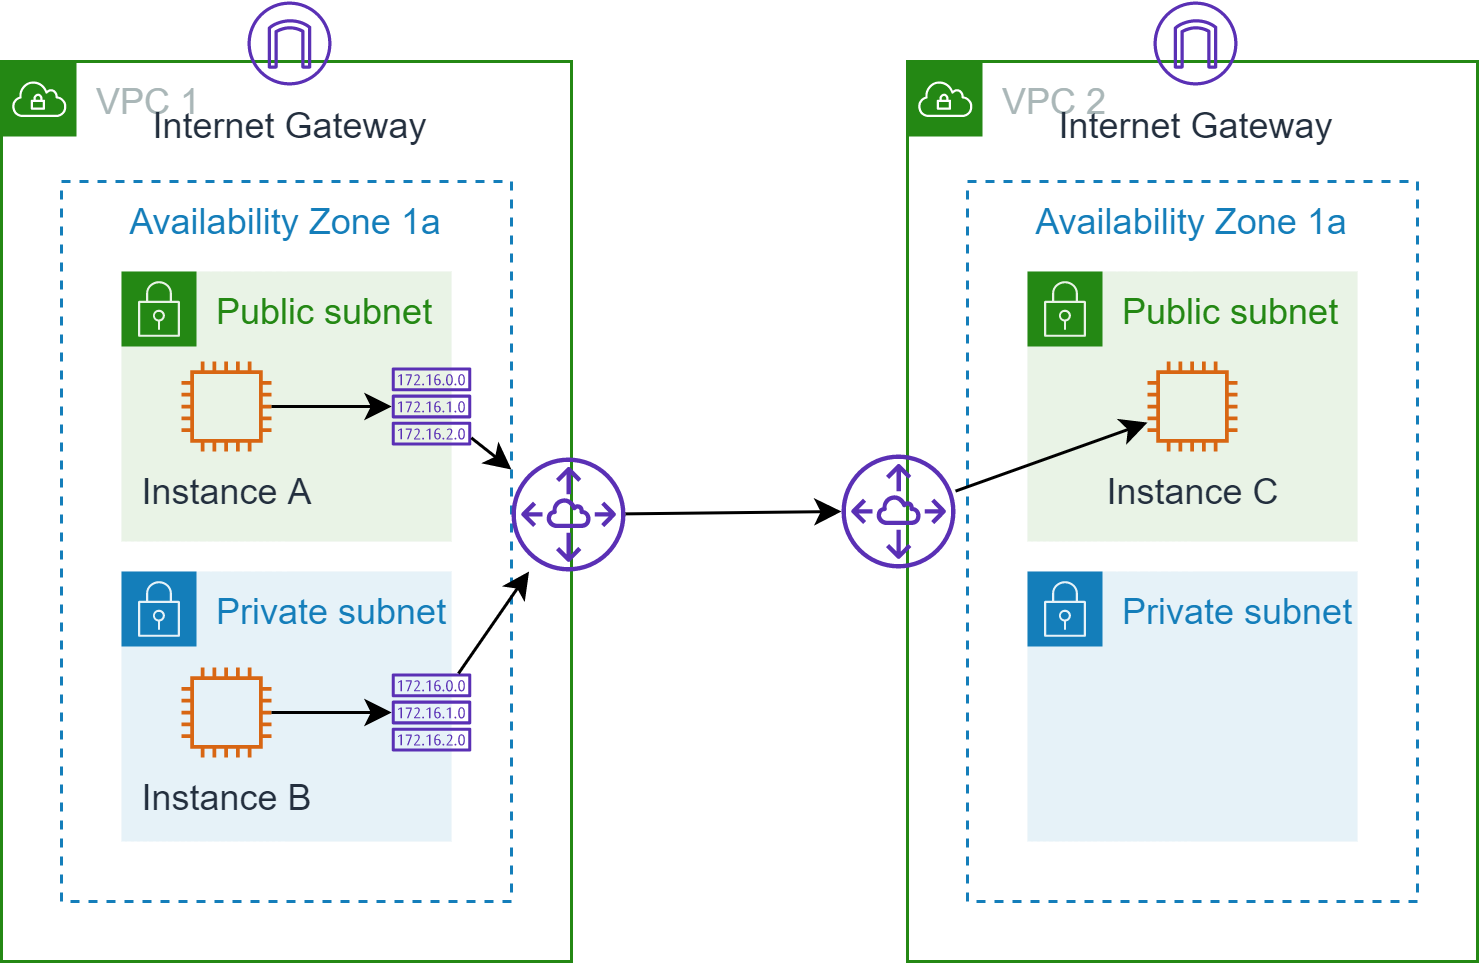 VPC 1
Internet Gateway
Availability Zone 1a
Public subnet
172.16.0.0
172.16.1.0
172.16.2.0
Instance A
Private subnet
172.16.0.0
172.16.1.0
172.16.2.0
Instance B
VPC 2
Internet Gateway
Availability Zone 1a
Public subnet
Instance C
Private subnet